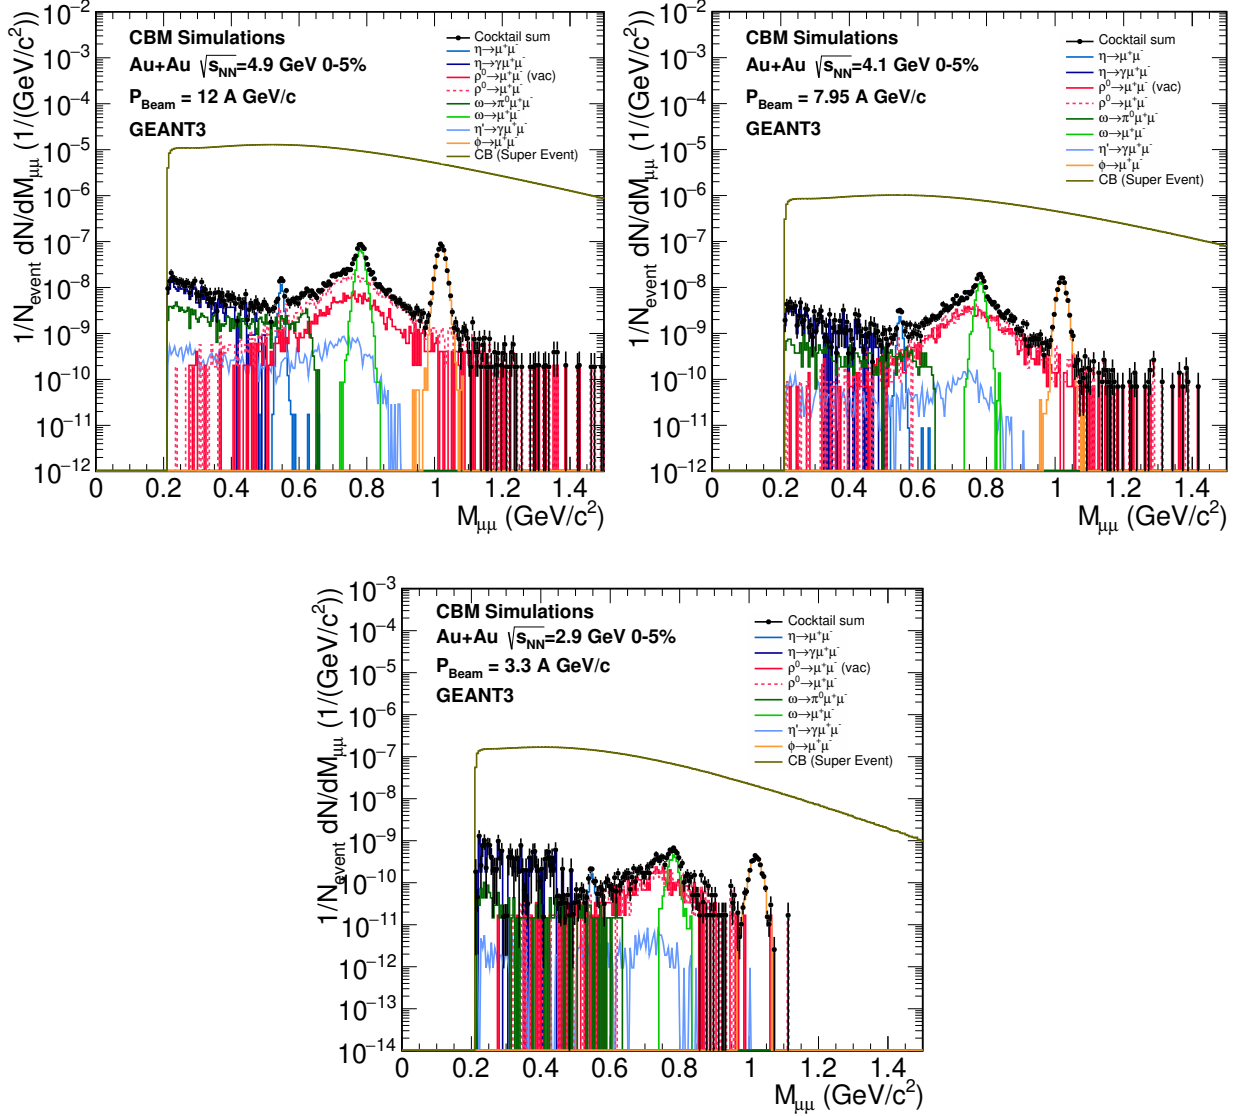 CBM Simulations
Au+Au √sNN=4.9 GeV 0-5%
PBeam = 12 A GeV/c
GEANT3
Cocktail sum
η→μ⁺μ⁻
η→γμ⁺μ⁻
ρ⁰→μ⁺μ⁻ (vac)
ρ⁰→μ⁺μ⁻
ω→π⁰μ⁺μ⁻
ω→μ⁺μ⁻
η'→γμ⁺μ⁻
φ→μ⁺μ⁻
CB (Super Event)
1/Nevent dN/dMμμ (1/(GeV/c²))
10⁻²
10⁻³
10⁻⁴
10⁻⁵
10⁻⁶
10⁻⁷
10⁻⁸
10⁻⁹
10⁻¹⁰
10⁻¹¹
10⁻¹²
0 0.2 0.4 0.6 0.8 1 1.2 1.4
Mμμ (GeV/c²)
CBM Simulations
Au+Au √sNN=4.1 GeV 0-5%
PBeam = 7.95 A GeV/c
GEANT3
Cocktail sum
η→μ⁺μ⁻
η→γμ⁺μ⁻
ρ⁰→μ⁺μ⁻ (vac)
ρ⁰→μ⁺μ⁻
ω→π⁰μ⁺μ⁻
ω→μ⁺μ⁻
η'→γμ⁺μ⁻
φ→μ⁺μ⁻
CB (Super Event)
1/Nevent dN/dMμμ (1/(GeV/c²))
10⁻²
10⁻³
10⁻⁴
10⁻⁵
10⁻⁶
10⁻⁷
10⁻⁸
10⁻⁹
10⁻¹⁰
10⁻¹¹
10⁻¹²
0 0.2 0.4 0.6 0.8 1 1.2 1.4
Mμμ (GeV/c²)
CBM Simulations
Au+Au √sNN=2.9 GeV 0-5%
PBeam = 3.3 A GeV/c
GEANT3
Cocktail sum
η→μ⁺μ⁻
η→γμ⁺μ⁻
ρ⁰→μ⁺μ⁻ (vac)
ρ⁰→μ⁺μ⁻
ω→π⁰μ⁺μ⁻
ω→μ⁺μ⁻
η'→γμ⁺μ⁻
φ→μ⁺μ⁻
CB (Super Event)
1/Nevent dN/dMμμ (1/(GeV/c²))
10⁻³
10⁻⁴
10⁻⁵
10⁻⁶
10⁻⁷
10⁻⁸
10⁻⁹
10⁻¹⁰
10⁻¹¹
10⁻¹²
10⁻¹³
10⁻¹⁴
0 0.2 0.4 0.6 0.8 1 1.2 1.4
Mμμ (GeV/c²)